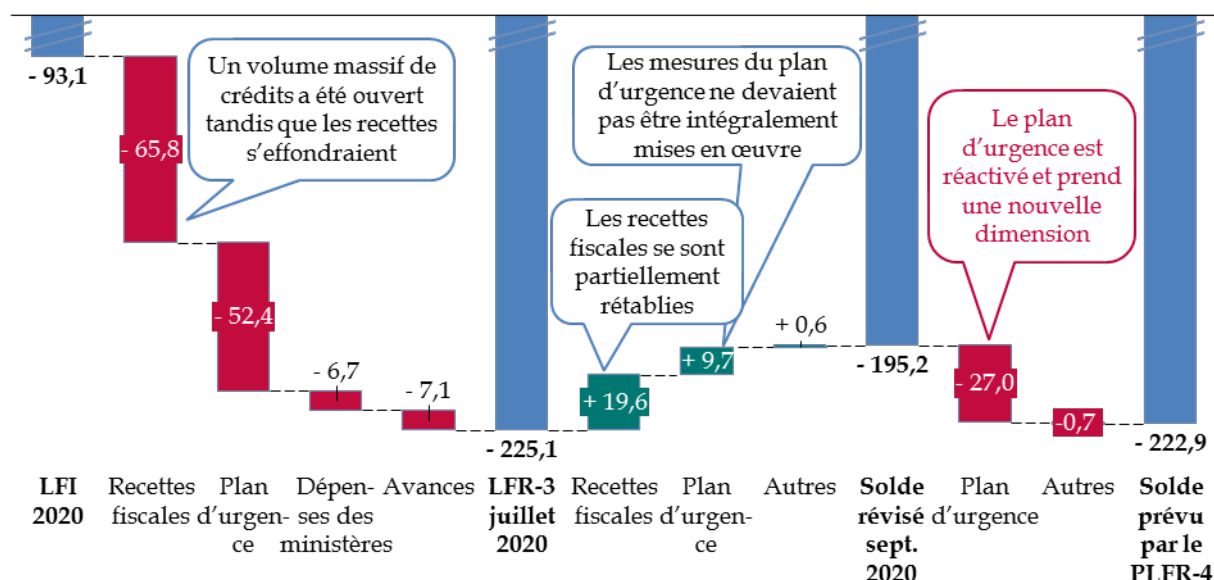 - 93,1
- 65,8
- 52,4
- 6,7
- 7,1
- 225,1
+ 19,6
+ 9,7
+ 0,6
- 195,2
- 27,0
-0,7
- 222,9
Un volume massif de
crédits a été ouvert
tandis que les recettes
s'effondraient
Les mesures du plan
d'urgence ne devaient
pas être intégralement
mises en œuvre
Les recettes
fiscales se sont
partiellement
rétablies
Le plan
d'urgence est
réactivé et prend
une nouvelle
dimension
LFI
2020
Recettes
fiscales
Plan
d'urgen-
ce
Dépen-
ses des
ministères
Avances
LFR-3
juillet
2020
Recettes
fiscales
Plan
d'urgen-
ce
Autres
Solde
révisé
sept.
2020
Plan
d'urgence
Autres
Solde
prévu
par le
PLFR-4